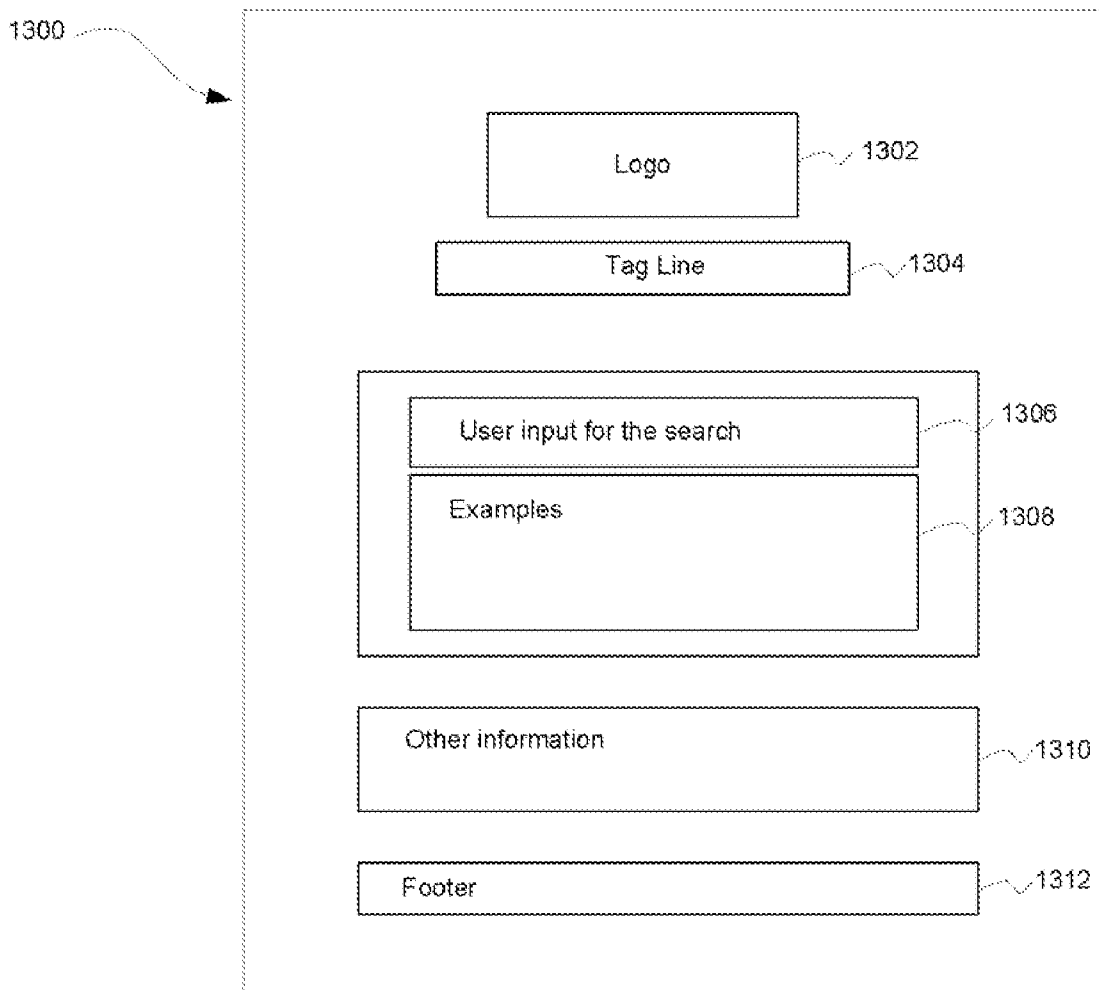 1300
Logo
1302
Tag Line
1304
User input for the search
1306
Examples
1308
Other information
1310
Footer
1312